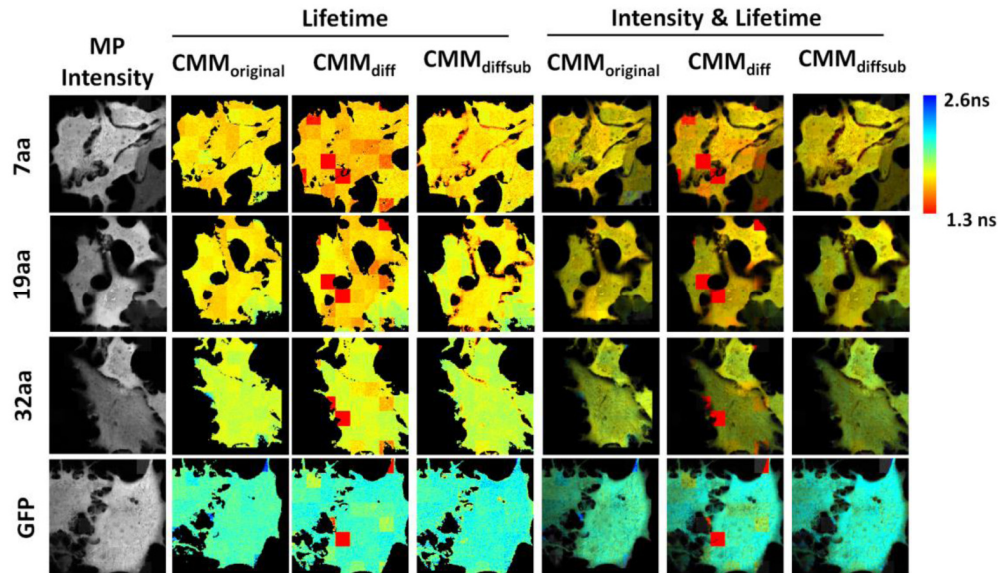 Lifetime
Intensity & Lifetime
MP
Intensity
CMMoriginal
CMMdiff
CMMdiffsub
CMMoriginal
CMMdiff
CMMdiffsub
2.6ns
1.3 ns
7aa
19aa
32aa
GFP